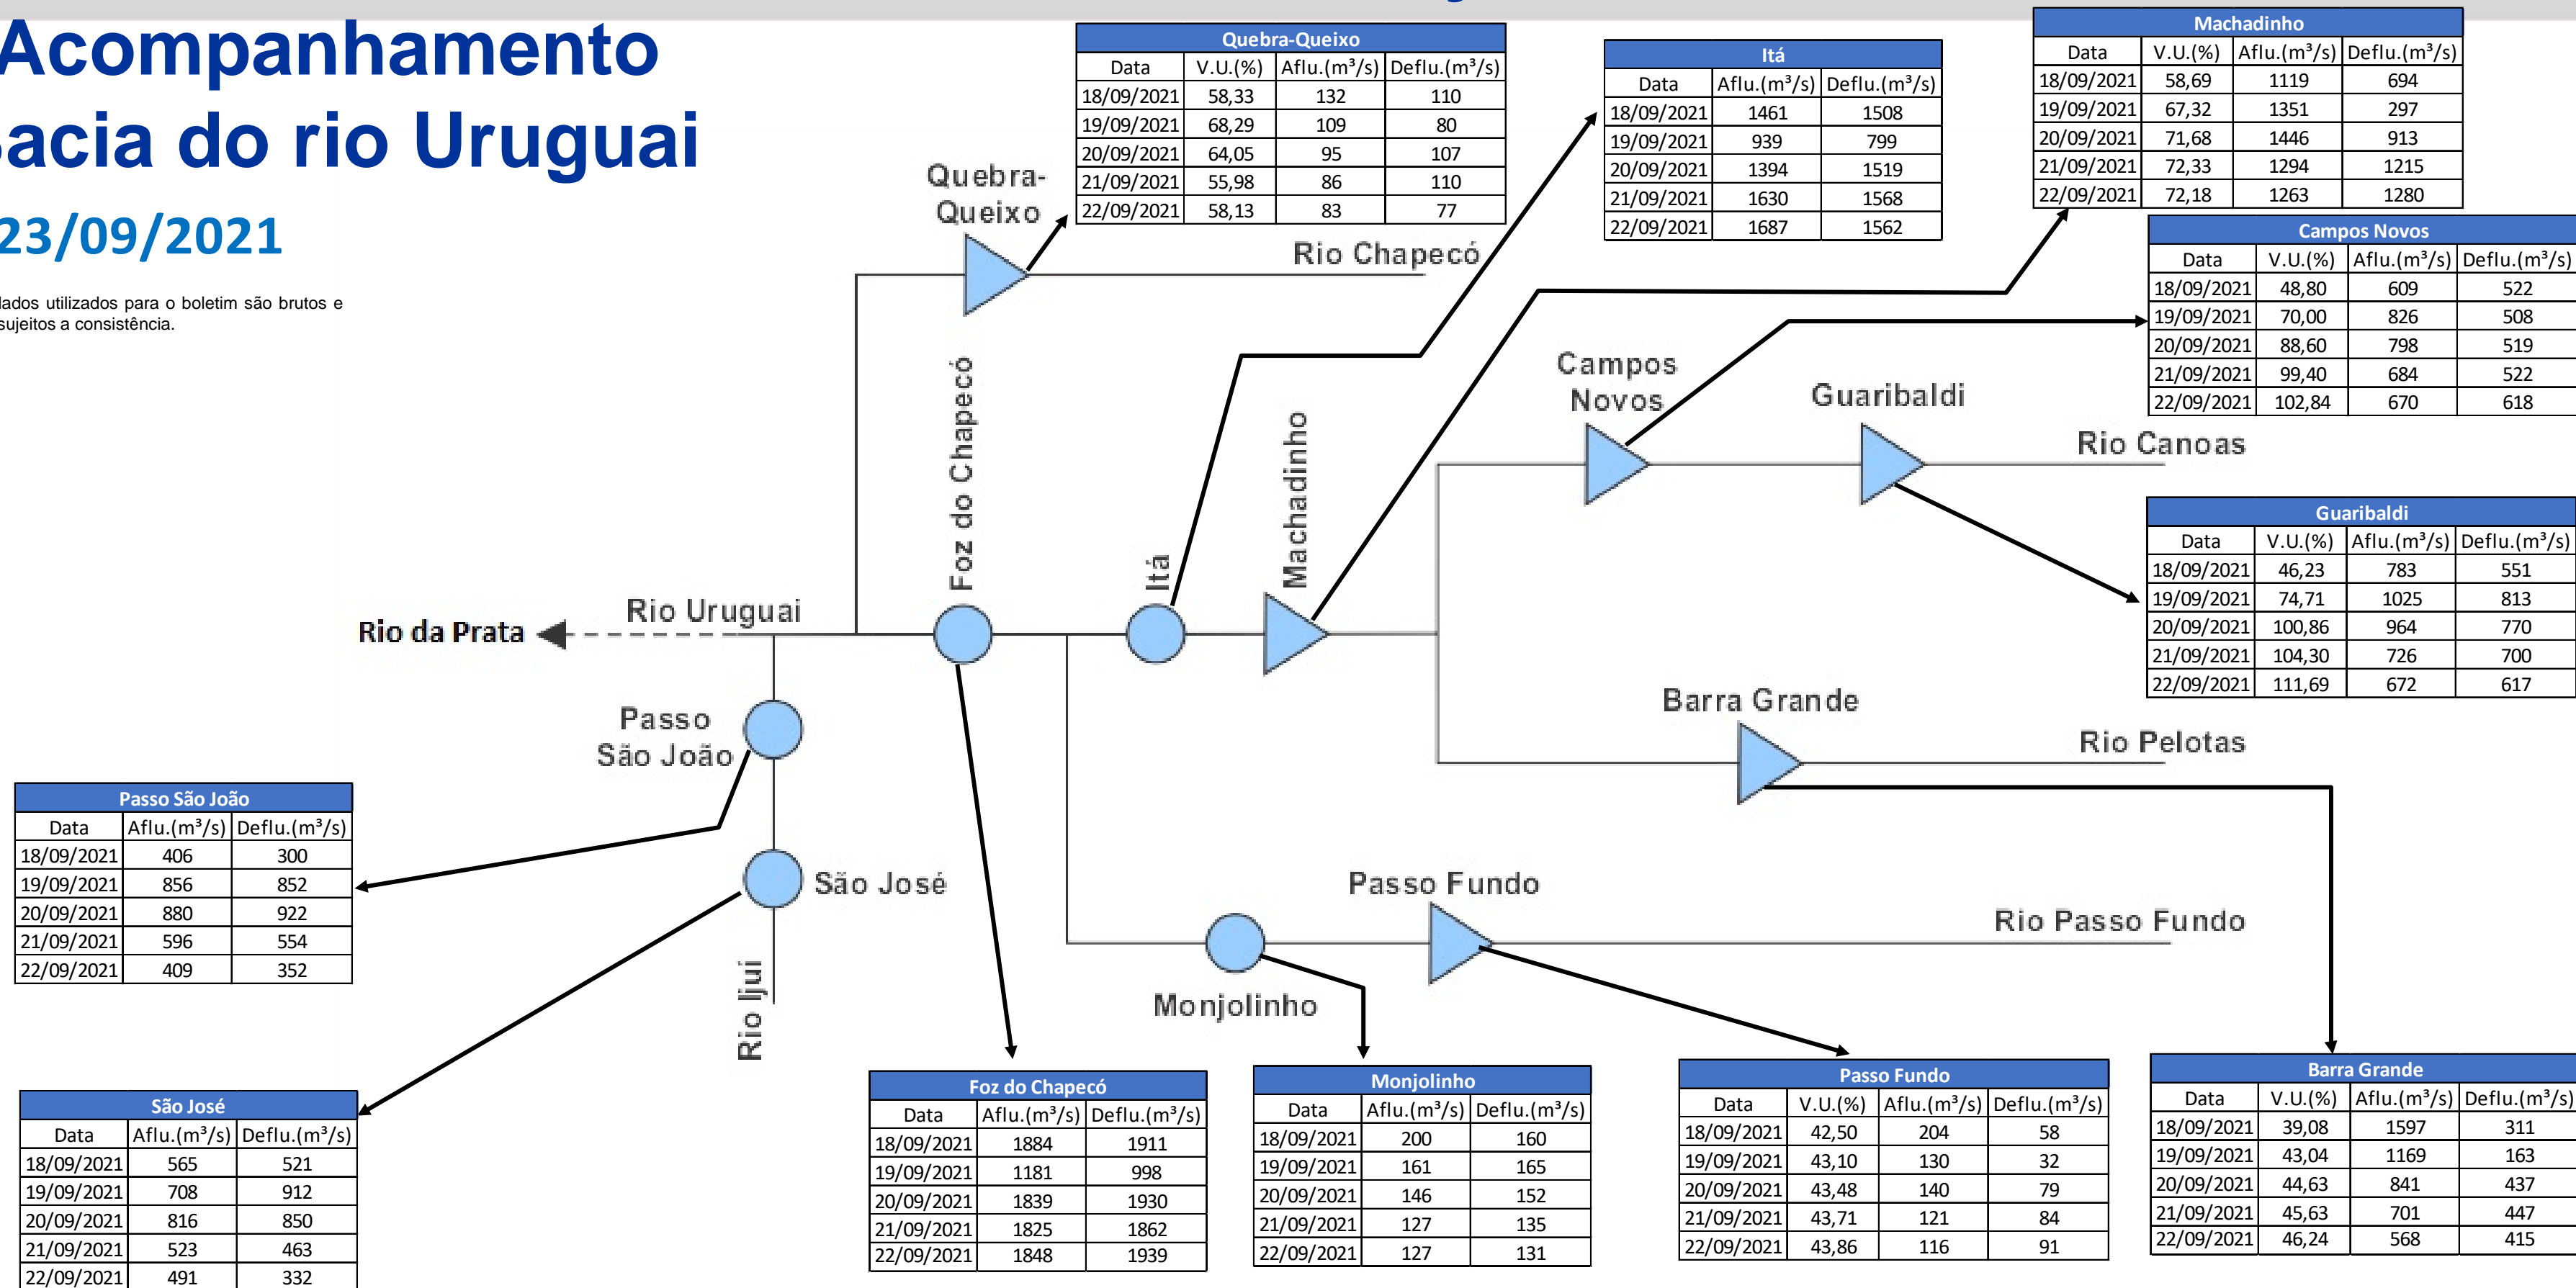 Acompanhamento
acia do rio Uruguai
23/09/2021
dados utilizados para o boletim são brutos e
sujeitos a consistência.
Quebra-Queixo
Data V.U.(%) Aflu.(m³/s) Deflu.(m³/s)
18/09/2021 58,33 132 110
19/09/2021 68,29 109 80
20/09/2021 64,05 95 107
21/09/2021 55,98 86 110
22/09/2021 58,13 83 77
Itá
Data Aflu.(m³/s) Deflu.(m³/s)
18/09/2021 1461 1508
19/09/2021 939 799
20/09/2021 1394 1519
21/09/2021 1630 1568
22/09/2021 1687 1562
Machadinho
Data V.U.(%) Aflu.(m³/s) Deflu.(m³/s)
18/09/2021 58,69 1119 694
19/09/2021 67,32 1351 297
20/09/2021 71,68 1446 913
21/09/2021 72,33 1294 1215
22/09/2021 72,18 1263 1280
Campos Novos
Data V.U.(%) Aflu.(m³/s) Deflu.(m³/s)
18/09/2021 48,80 609 522
19/09/2021 70,00 826 508
20/09/2021 88,60 798 519
21/09/2021 99,40 684 522
22/09/2021 102,84 670 618
Guaribaldi
Data V.U.(%) Aflu.(m³/s) Deflu.(m³/s)
18/09/2021 46,23 783 551
19/09/2021 74,71 1025 813
20/09/2021 100,86 964 770
21/09/2021 104,30 726 700
22/09/2021 111,69 672 617
Quebra-
Queixo
Rio Chapecó
Foz do Chapecó
Itá
Machadinho
Campos
Novos
Guaribaldi
Rio Canoas
Rio da Prata
Rio Uruguai
Barra Grande
Rio Pelotas
Passo
São João
São José
Rio Ijuí
Passo Fundo
Rio Passo Fundo
Monjolinho
Passo São João
Data Aflu.(m³/s) Deflu.(m³/s)
18/09/2021 406 300
19/09/2021 856 852
20/09/2021 880 922
21/09/2021 596 554
22/09/2021 409 352
São José
Data Aflu.(m³/s) Deflu.(m³/s)
18/09/2021 565 521
19/09/2021 708 912
20/09/2021 816 850
21/09/2021 523 463
22/09/2021 491 332
Foz do Chapecó
Data Aflu.(m³/s) Deflu.(m³/s)
18/09/2021 1884 1911
19/09/2021 1181 998
20/09/2021 1839 1930
21/09/2021 1825 1862
22/09/2021 1848 1939
Monjolinho
Data Aflu.(m³/s) Deflu.(m³/s)
18/09/2021 200 160
19/09/2021 161 165
20/09/2021 146 152
21/09/2021 127 135
22/09/2021 127 131
Passo Fundo
Data V.U.(%) Aflu.(m³/s) Deflu.(m³/s)
18/09/2021 42,50 204 58
19/09/2021 43,10 130 32
20/09/2021 43,48 140 79
21/09/2021 43,71 121 84
22/09/2021 43,86 116 91
Barra Grande
Data V.U.(%) Aflu.(m³/s) Deflu.(m³/s)
18/09/2021 39,08 1597 311
19/09/2021 43,04 1169 163
20/09/2021 44,63 841 437
21/09/2021 45,63 701 447
22/09/2021 46,24 568 415